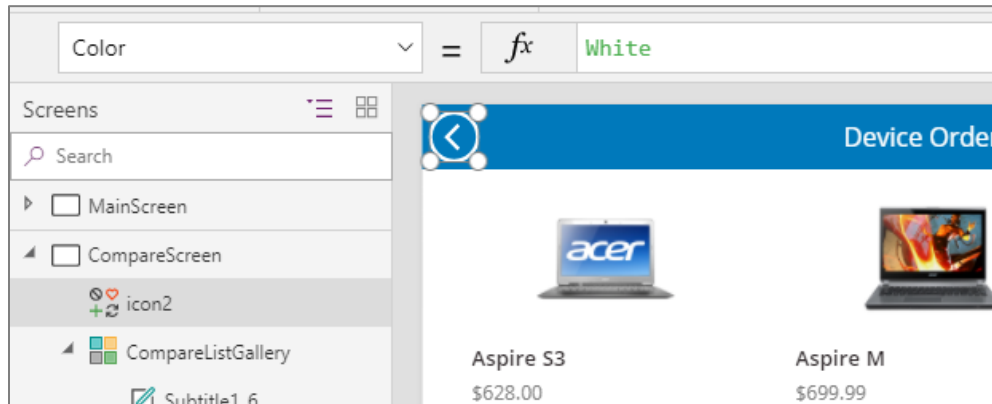 Color = fx White
Screens
Search
MainScreen
CompareScreen
icon2
CompareListGallery
Subtitle1_6
Device Order
acer
Aspire S3 Aspire M
$628.00 $699.99